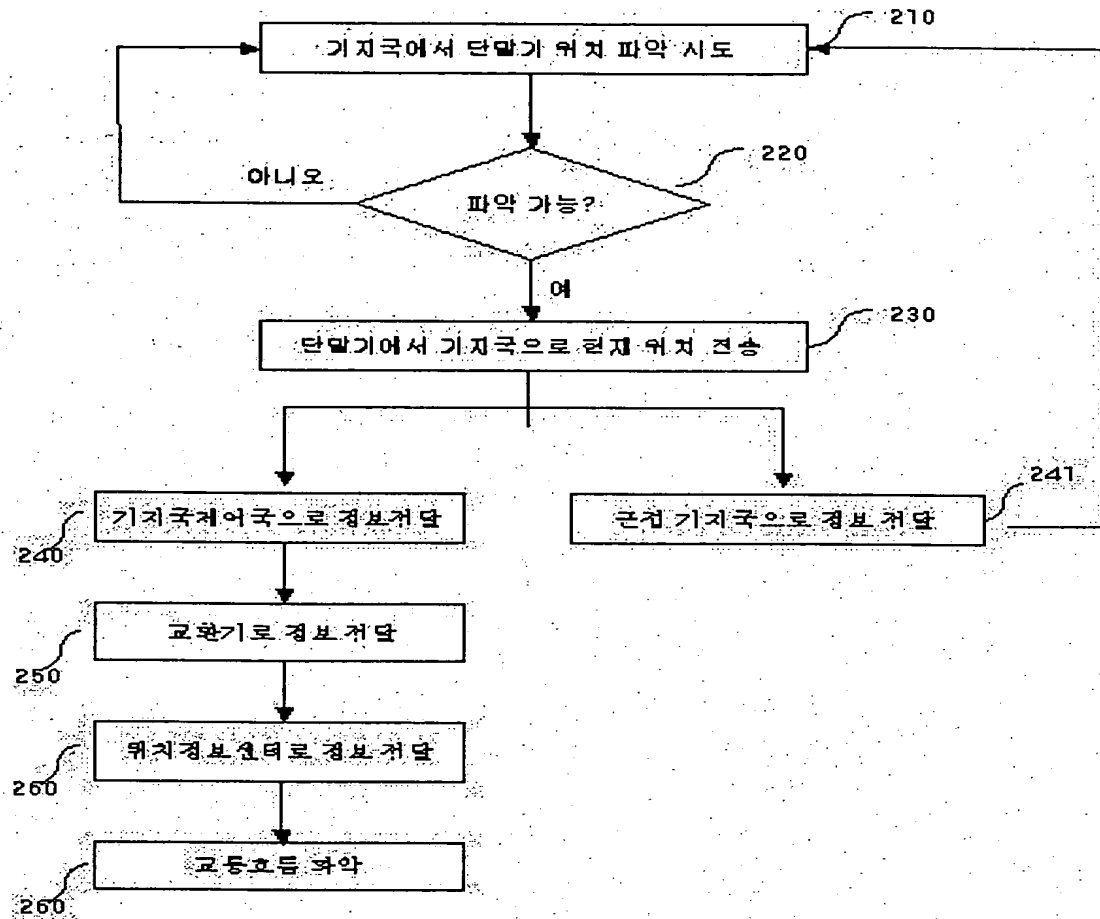 210
기지국에서 단말기 위치 파악 시도
220
아니오
파악 가능?
예
230
단말기에서 기지국으로 현재 위치 전송
241
기지국제어국으로 정보전달
근접 기지국으로 정보 전달
240
교환기로 정보 전달
250
위치정보센터로 정보 전달
260
교통흐름 파악
260